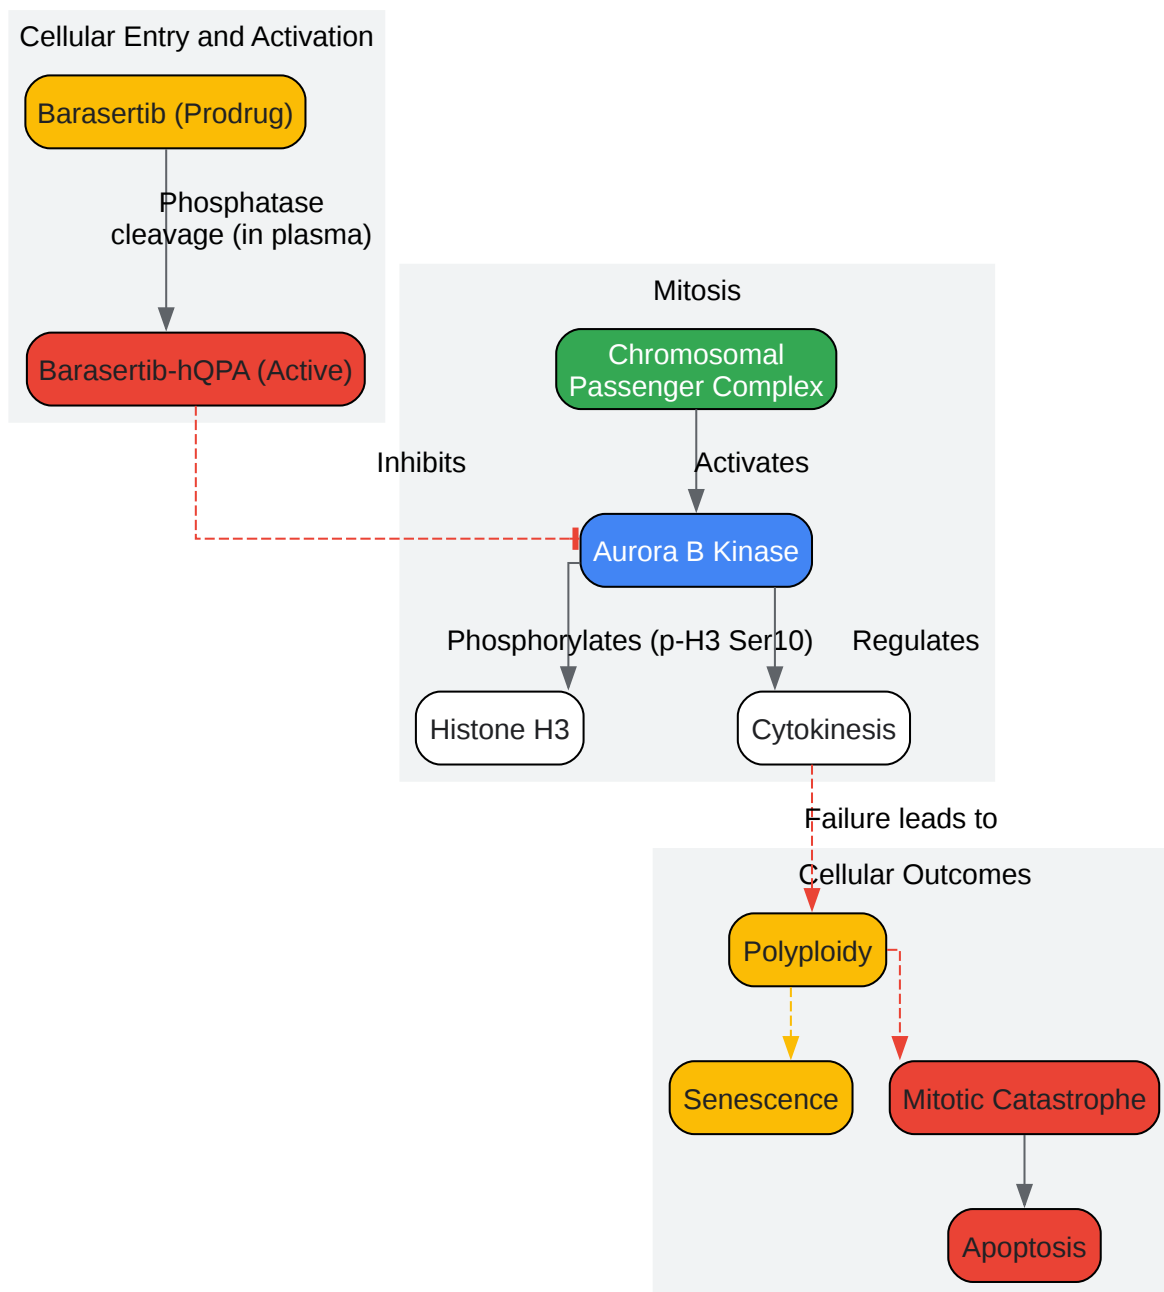 Cellular Entry and Activation
Barasertib (Prodrug)
Phosphatase
cleavage (in plasma)
Barasertib-hQPA (Active)
Mitosis
Chromosomal
Passenger Complex
Inhibits
Activates
Aurora B Kinase
Phosphorylates (p-H3 Ser10)
Regulates
Histone H3
Cytokinesis
Failure leads to
Cellular Outcomes
Polyploidy
Senescence
Mitotic Catastrophe
Apoptosis